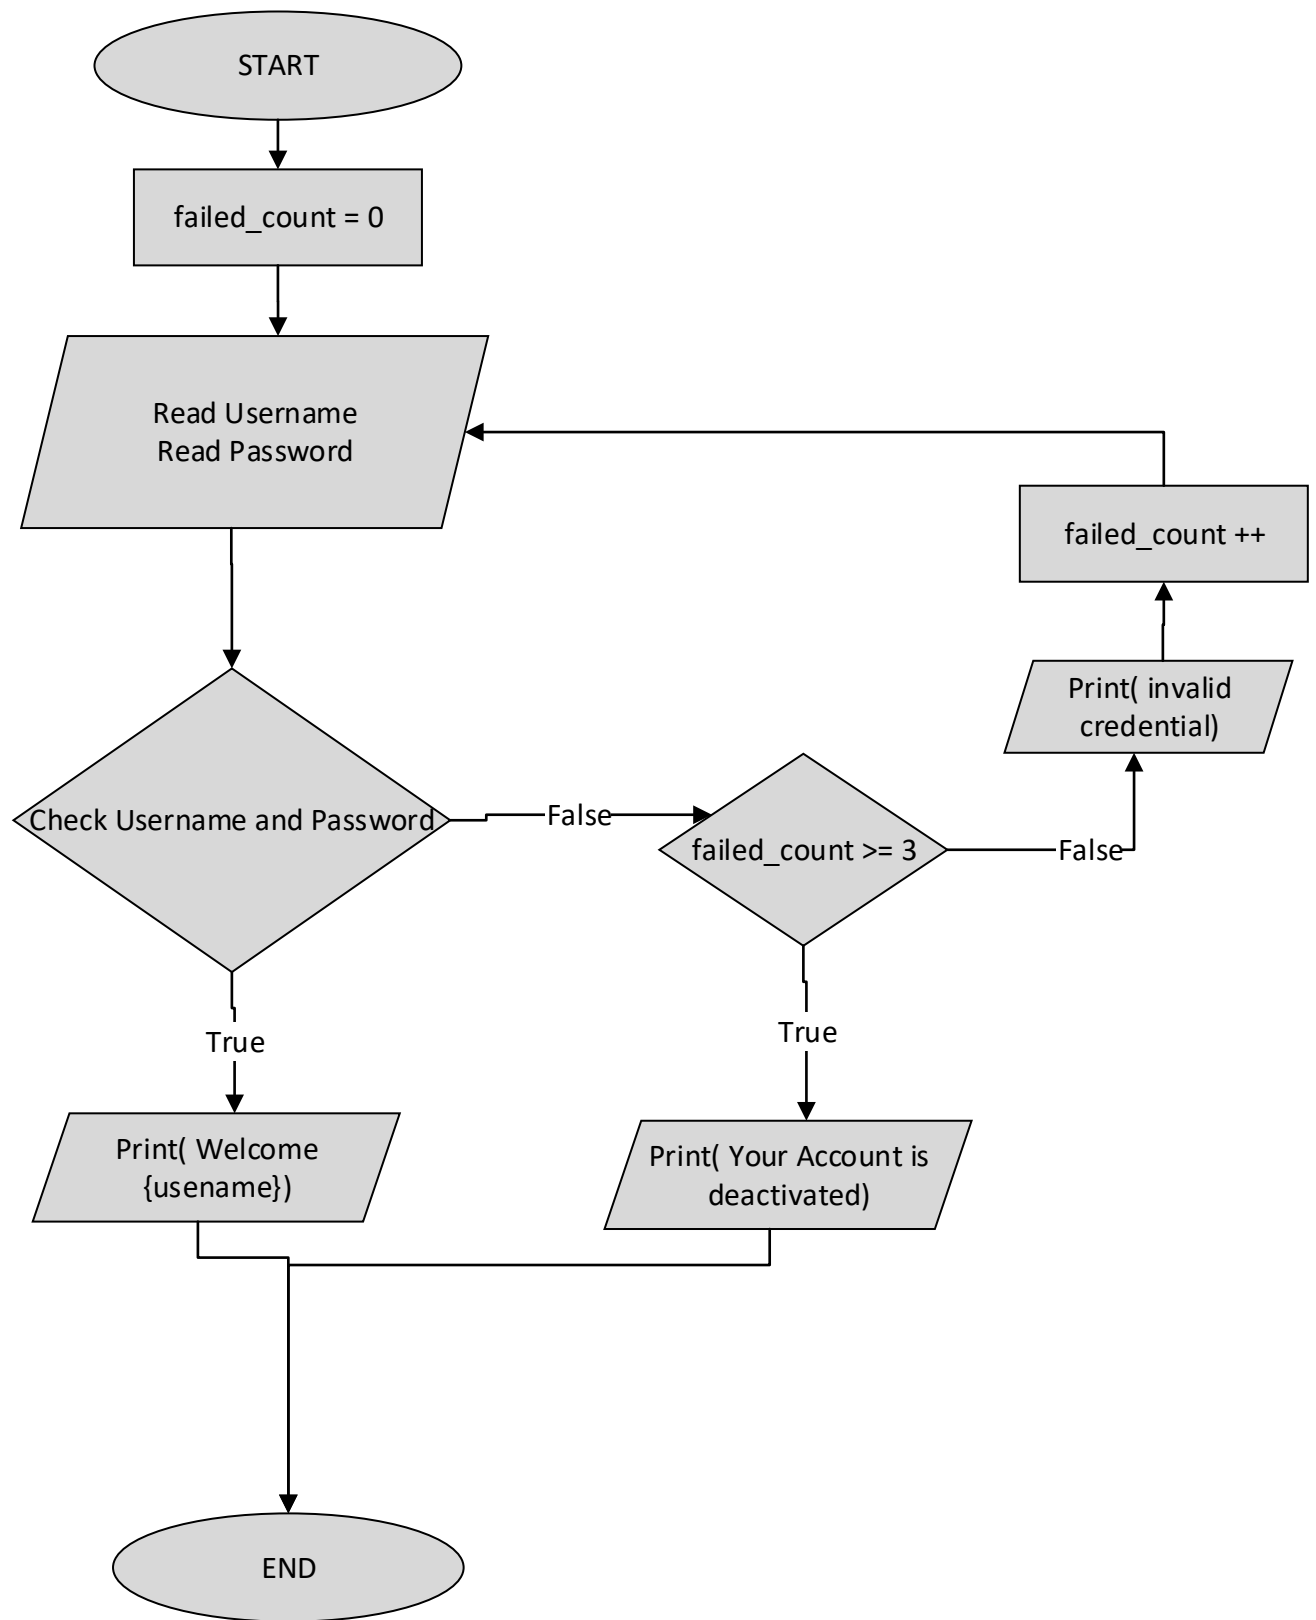 START
failed_count = 0
Read Username
Read Password
failed_count ++
Print( invalid
credential)
Check Username and Password
False
failed_count >= 3
False
True
True
Print( Welcome
{usename})
Print( Your Account is
deactivated)
END